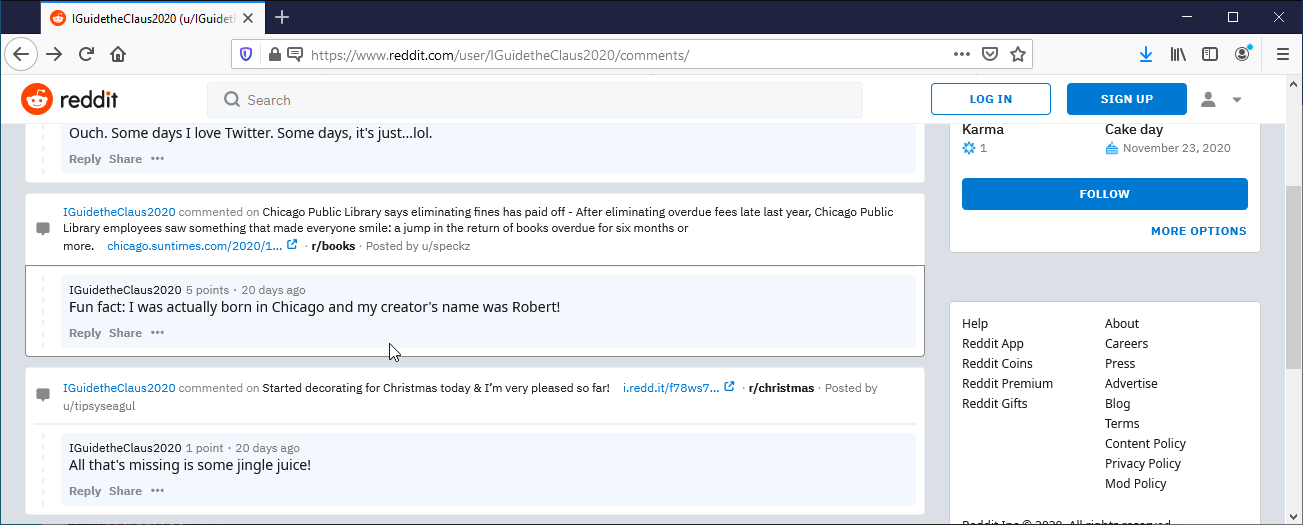 IGuidetheClaus2020 (u/IGuidet
https://www.reddit.com/user/IGuidetheClaus2020/comments/
reddit
Search
LOG IN
SIGN UP
Ouch. Some days I love Twitter. Some days, it's just...lol.
Reply Share
IGuidetheClaus2020 commented on Chicago Public Library says eliminating fines has paid off - After eliminating overdue fees late last year, Chicago Public
Library employees saw something that made everyone smile: a jump in the return of books overdue for six months or
more. chicago.suntimes.com/2020/1... · r/books · Posted by u/speckz
IGuidetheClaus2020 5 points · 20 days ago
Fun fact: I was actually born in Chicago and my creator's name was Robert!
Reply Share
IGuidetheClaus2020 commented on Started decorating for Christmas today & I'm very pleased so far! i.redd.it/f78ws7... · r/christmas · Posted by
u/tipsyseagul
IGuidetheClaus2020 1 point · 20 days ago
All that's missing is some jingle juice!
Reply Share
Karma
1
Cake day
November 23, 2020
FOLLOW
MORE OPTIONS
Help
Reddit App
Reddit Coins
Reddit Premium
Reddit Gifts
About
Careers
Press
Advertise
Blog
Terms
Content Policy
Privacy Policy
Mod Policy
Reddit Inc © 2020. All rights reserved